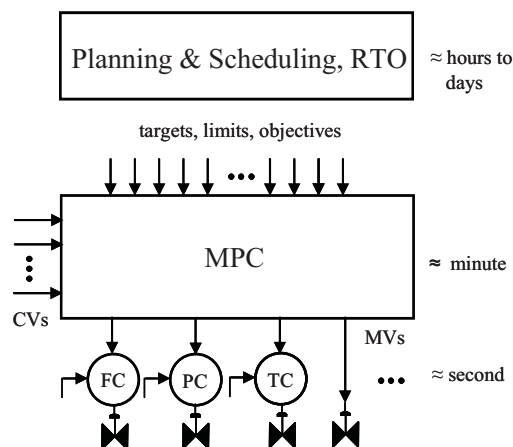 Planning & Scheduling, RTO
≈ hours to
days
targets, limits, objectives
MPC
≈ minute
CVs
MVs
FC
PC
TC
≈ second